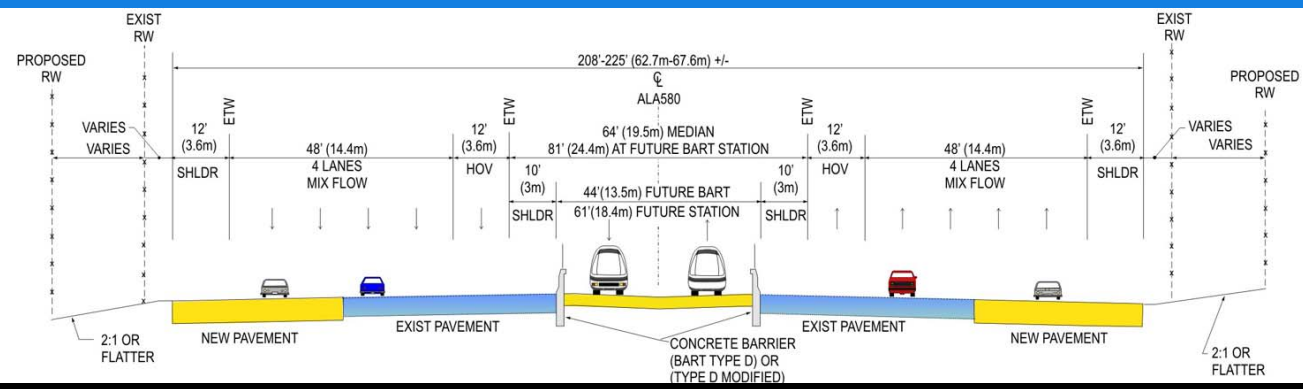 EXIST
RW
EXIST
RW
PROPOSED
RW
PROPOSED
RW
208'-225' (62.7m-67.6m) +/-
℄
ALA580
ETW
ETW
ETW
ETW
VARIES
VARIES
12'
(3.6m)
SHLDR
48' (14.4m)
4 LANES
MIX FLOW
12'
(3.6m)
HOV
64' (19.5m) MEDIAN
81' (24.4m) AT FUTURE BART STATION
10'
(3m)
SHLDR
44'(13.5m) FUTURE BART
61'(18.4m) FUTURE STATION
10'
(3m)
SHLDR
12'
(3.6m)
HOV
48' (14.4m)
4 LANES
MIX FLOW
12'
(3.6m)
SHLDR
VARIES
VARIES
2:1 OR
FLATTER
NEW PAVEMENT
EXIST PAVEMENT
CONCRETE BARRIER
(BART TYPE D) OR
(TYPE D MODIFIED)
EXIST PAVEMENT
NEW PAVEMENT
2:1 OR
FLATTER